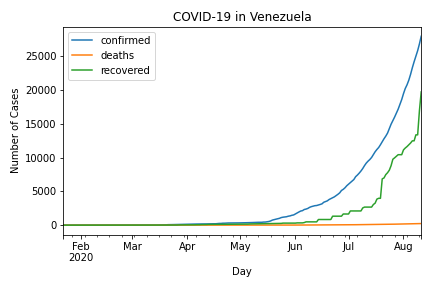 COVID-19 in Venezuela
confirmed
deaths
recovered
Number of Cases
25000
20000
15000
10000
5000
0
Feb
2020
Mar
Apr
May
Jun
Jul
Aug
Day